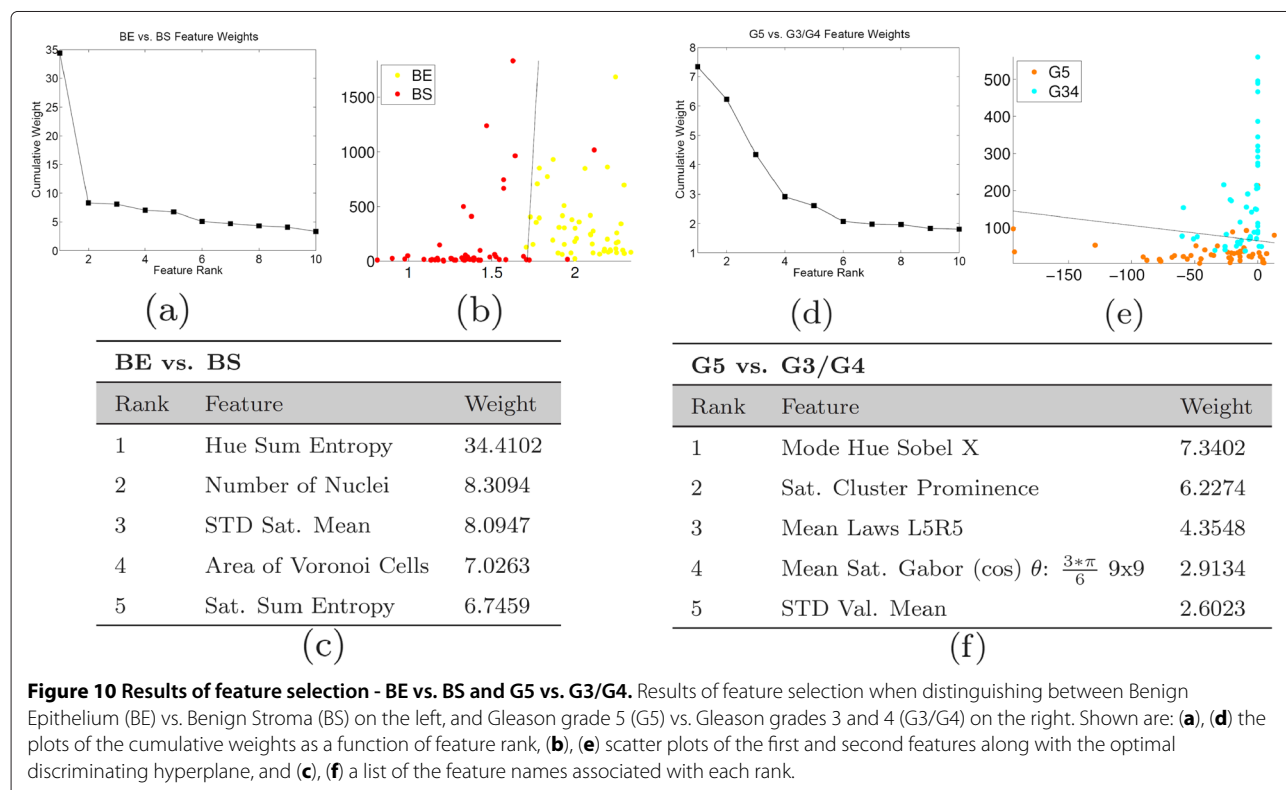 BE vs. BS Feature Weights
35
30
25
20
15
10
5
0
2
4
6
8
10
Cumulative Weight
Feature Rank
(a)
BE
BS
1500
1000
500
0
1
1.5
2
(b)
G5 vs. G3/G4 Feature Weights
8
7
6
5
4
3
2
1
2
4
6
8
10
Cumulative Weight
Feature Rank
(d)
G5
G34
500
400
300
200
100
−150
−100
−50
0
(e)
BE vs. BS
Rank Feature Weight
1 Hue Sum Entropy 34.4102
2 Number of Nuclei 8.3094
3 STD Sat. Mean 8.0947
4 Area of Voronoi Cells 7.0263
5 Sat. Sum Entropy 6.7459
(c)
G5 vs. G3/G4
Rank Feature Weight
1 Mode Hue Sobel X 7.3402
2 Sat. Cluster Prominence 6.2274
3 Mean Laws L5R5 4.3548
4 Mean Sat. Gabor (cos) θ: 3*π/6 9x9 2.9134
5 STD Val. Mean 2.6023
(f)
Figure 10 Results of feature selection - BE vs. BS and G5 vs. G3/G4. Results of feature selection when distinguishing between Benign
Epithelium (BE) vs. Benign Stroma (BS) on the left, and Gleason grade 5 (G5) vs. Gleason grades 3 and 4 (G3/G4) on the right. Shown are: (a), (d) the
plots of the cumulative weights as a function of feature rank, (b), (e) scatter plots of the first and second features along with the optimal
discriminating hyperplane, and (c), (f) a list of the feature names associated with each rank.